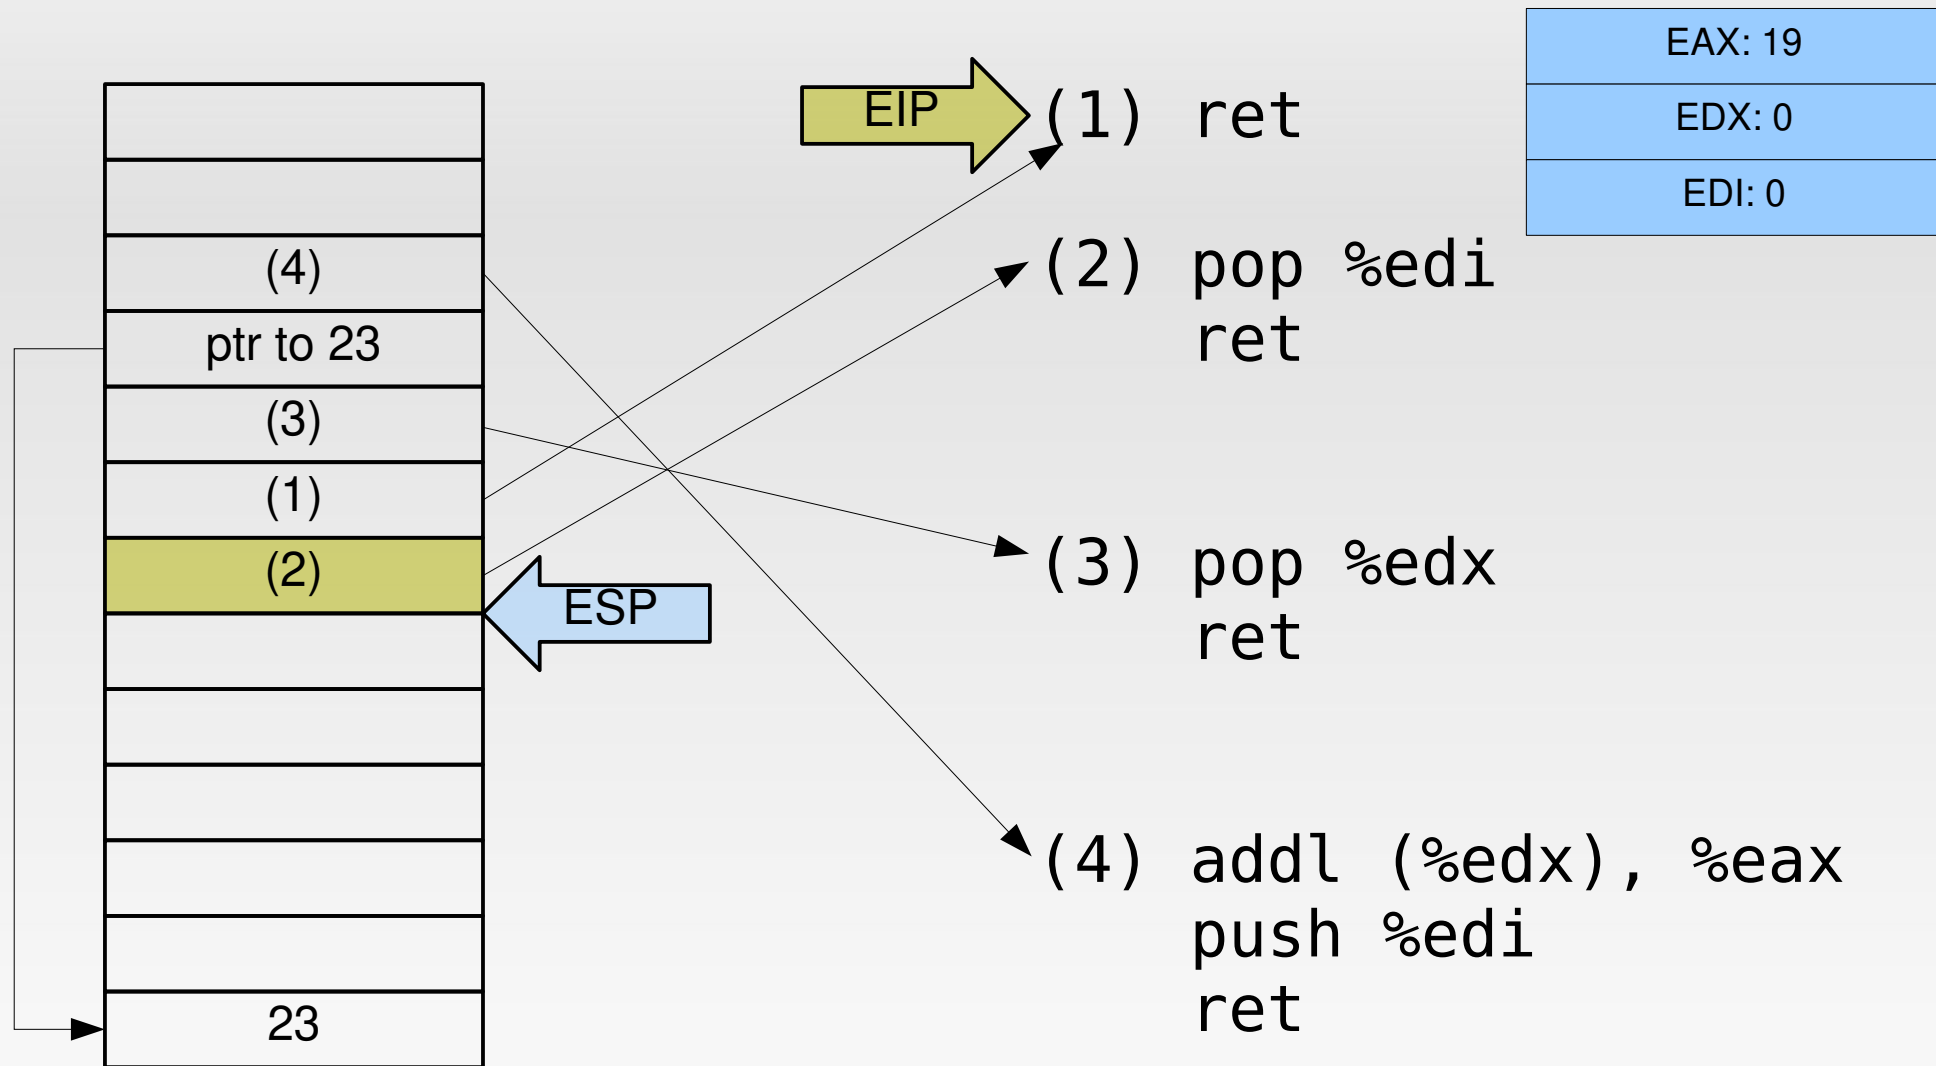 EAX: 19
EDX: 0
EDI: 0
EIP
(1) ret
(2) pop %edi
ret
(3) pop %edx
ret
(4) addl (%edx), %eax
push %edi
ret
(4)
ptr to 23
(3)
(1)
(2)
ESP
23